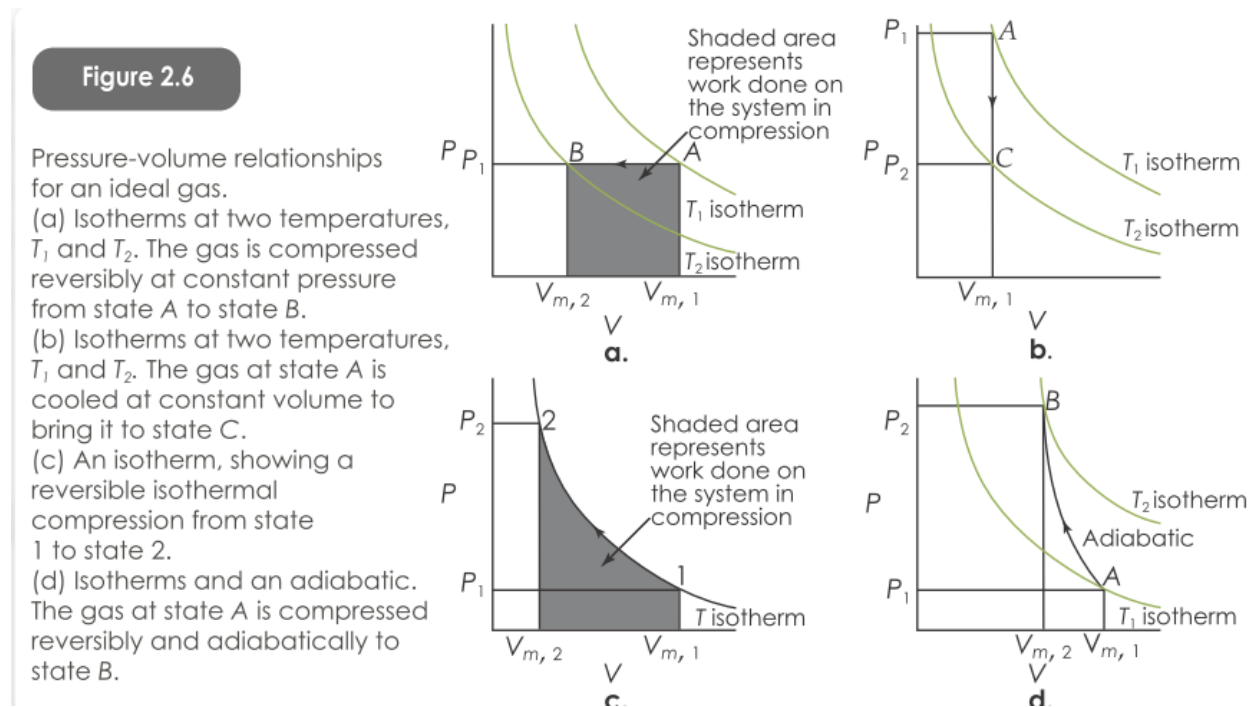 Figure 2.6
Pressure-volume relationships
for an ideal gas.
(a) Isotherms at two temperatures,
T₁ and T₂. The gas is compressed
reversibly at constant pressure
from state A to state B.
(b) Isotherms at two temperatures,
T₁ and T₂. The gas at state A is
cooled at constant volume to
bring it to state C.
(c) An isotherm, showing a
reversible isothermal
compression from state
1 to state 2.
(d) Isotherms and an adiabatic.
The gas at state A is compressed
reversibly and adiabatically to
state B.
Shaded area
represents
work done on
the system in
compression
P P₁
B
A
T₁ isotherm
T₂ isotherm
Vm, 2
Vm, 1
V
a.
P₁
A
P P₂
C
T₁ isotherm
T₂ isotherm
Vm, 1
V
b.
P₂
2
Shaded area
represents
work done on
the system in
compression
P
P₁
1
T isotherm
Vm, 2
Vm, 1
V
c.
P₂
B
P
T₂ isotherm
Adiabatic
P₁
A
T₁ isotherm
Vm, 2
Vm, 1
V
d.